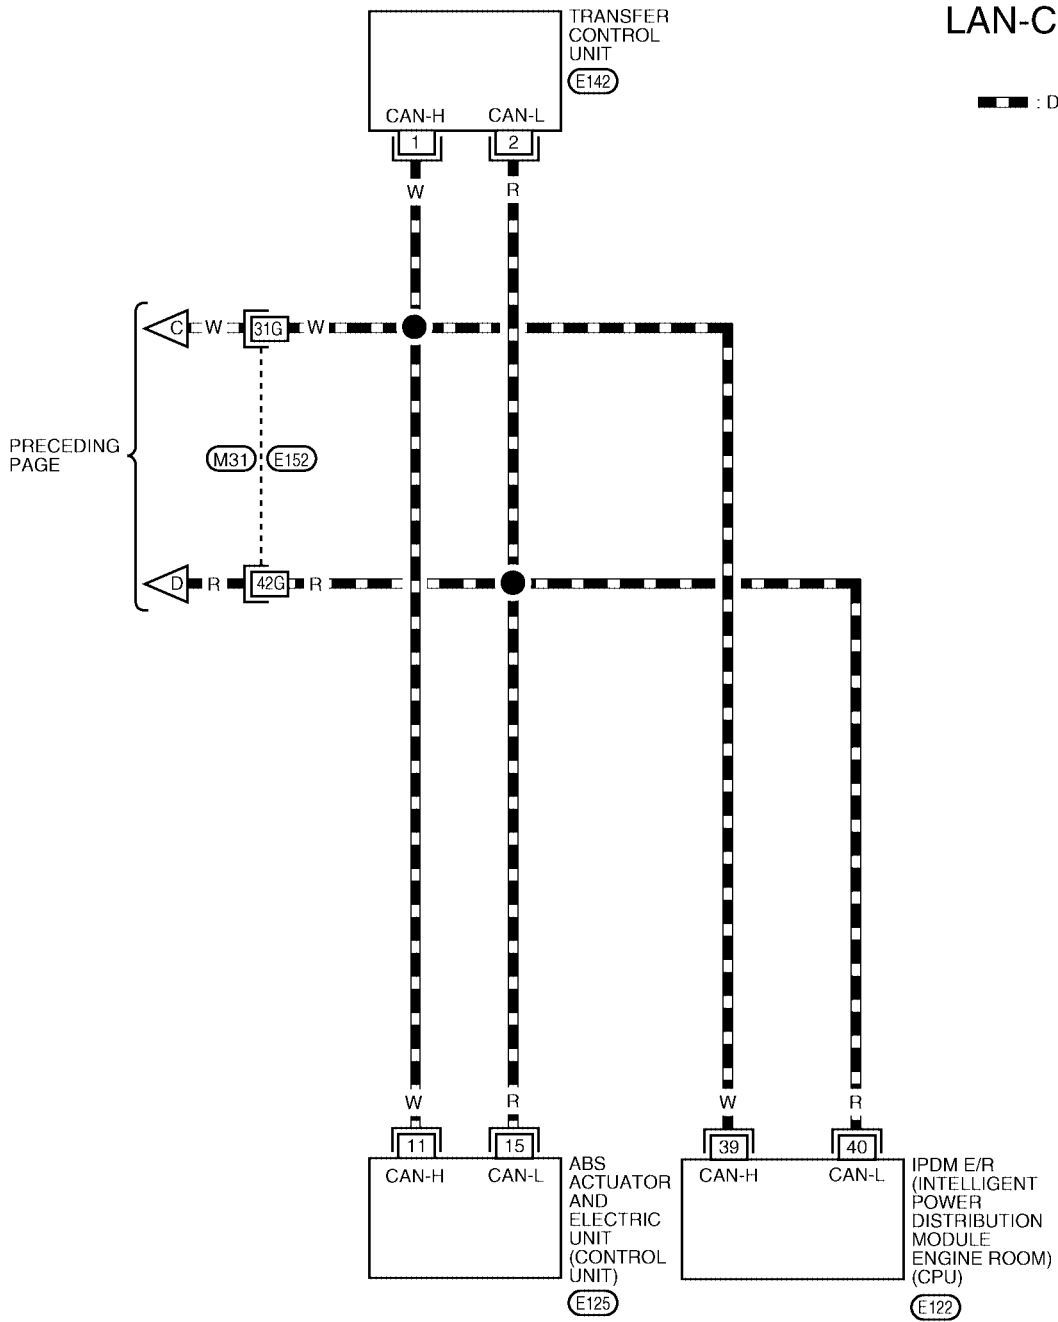 LAN-C
: D
TRANSFER
CONTROL
UNIT
E142
CAN-H
CAN-L
1
2
W
R
C
W
31G
W
PRECEDING
PAGE
M31
E152
D
R
42G
R
W
R
W
R
11
15
39
40
CAN-H
CAN-L
CAN-H
CAN-L
ABS
ACTUATOR
AND
ELECTRIC
UNIT
(CONTROL
UNIT)
E125
IPDM E/R
(INTELLIGENT
POWER
DISTRIBUTION
MODULE
ENGINE ROOM)
(CPU)
E122